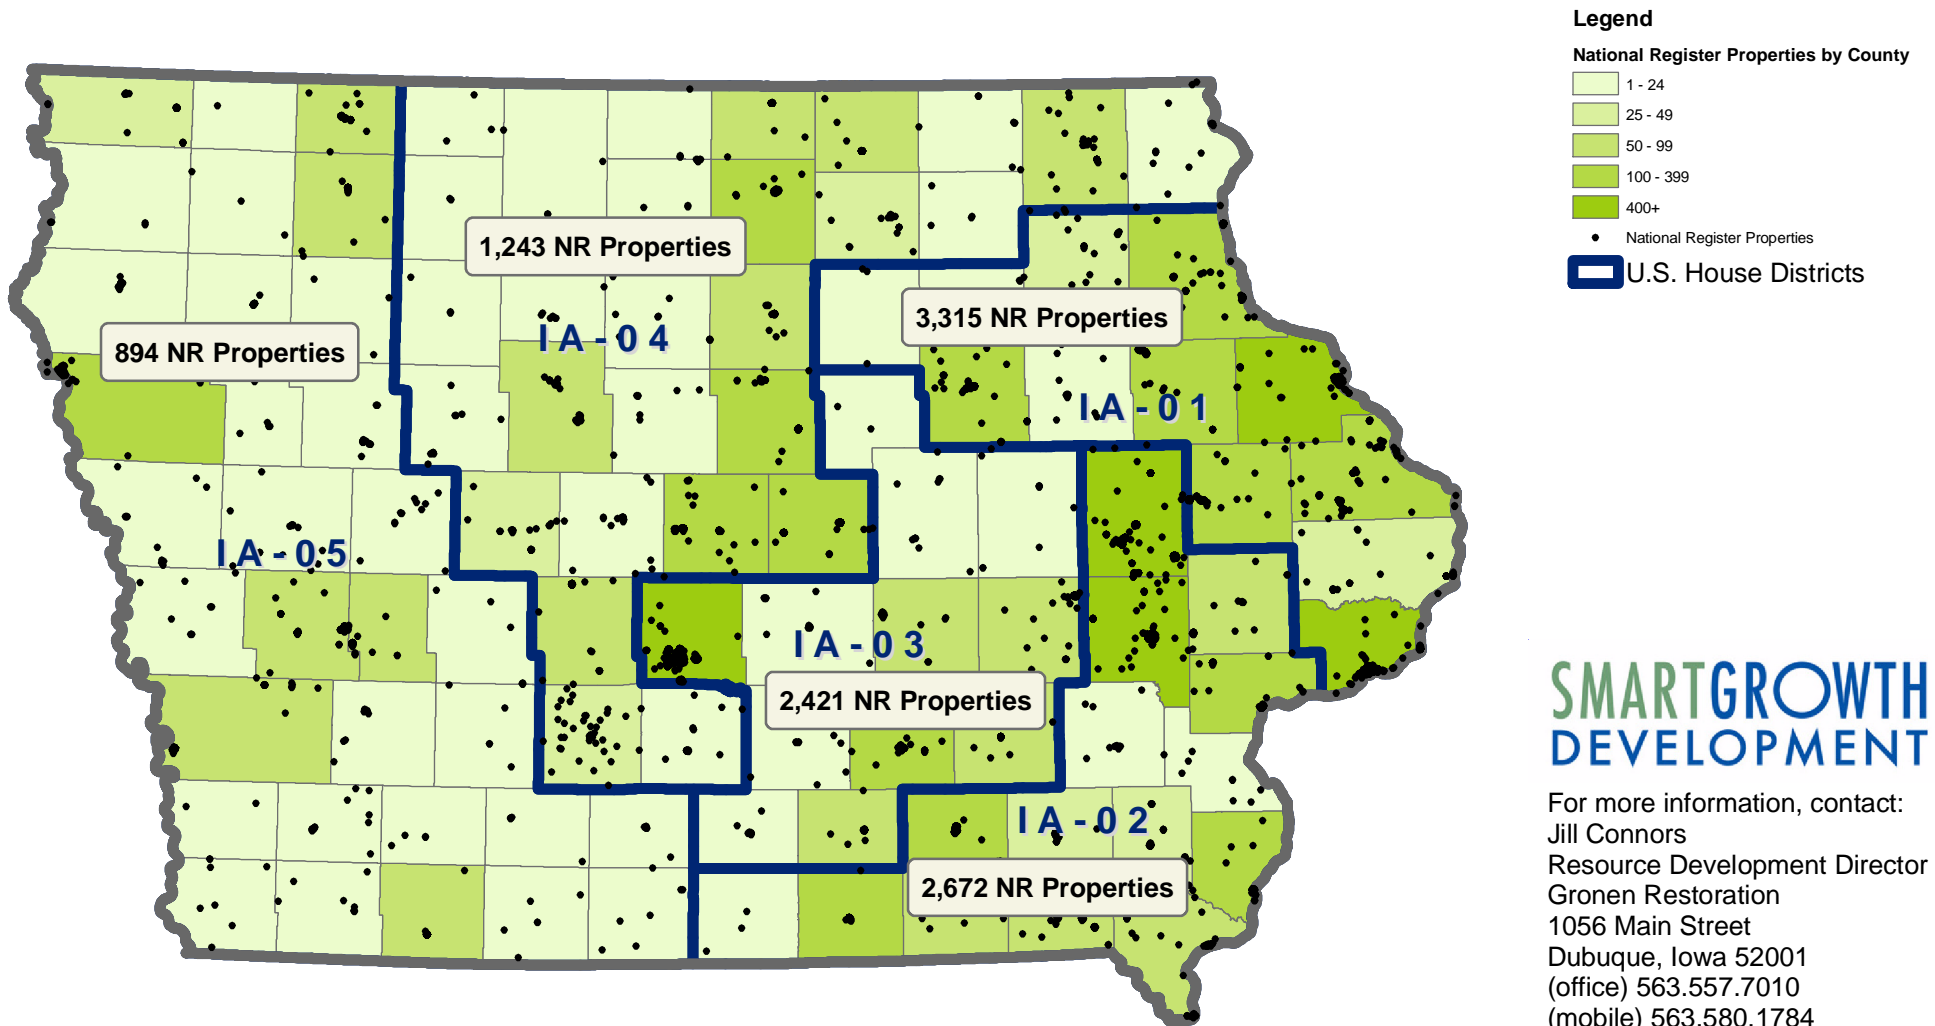 Legend
National Register Properties by County
1 - 24
25 - 49
50 - 99
100 - 399
400+
National Register Properties
U.S. House Districts
1,243 NR Properties
3,315 NR Properties
894 NR Properties
IA-04
IA-01
IA-05
IA-03
2,421 NR Properties
IA-02
2,672 NR Properties
SMARTGROWTH
DEVELOPMENT
For more information, contact:
Jill Connors
Resource Development Director
Gronen Restoration
1056 Main Street
Dubuque, Iowa 52001
(office) 563.557.7010
(mobile) 563.580.1784